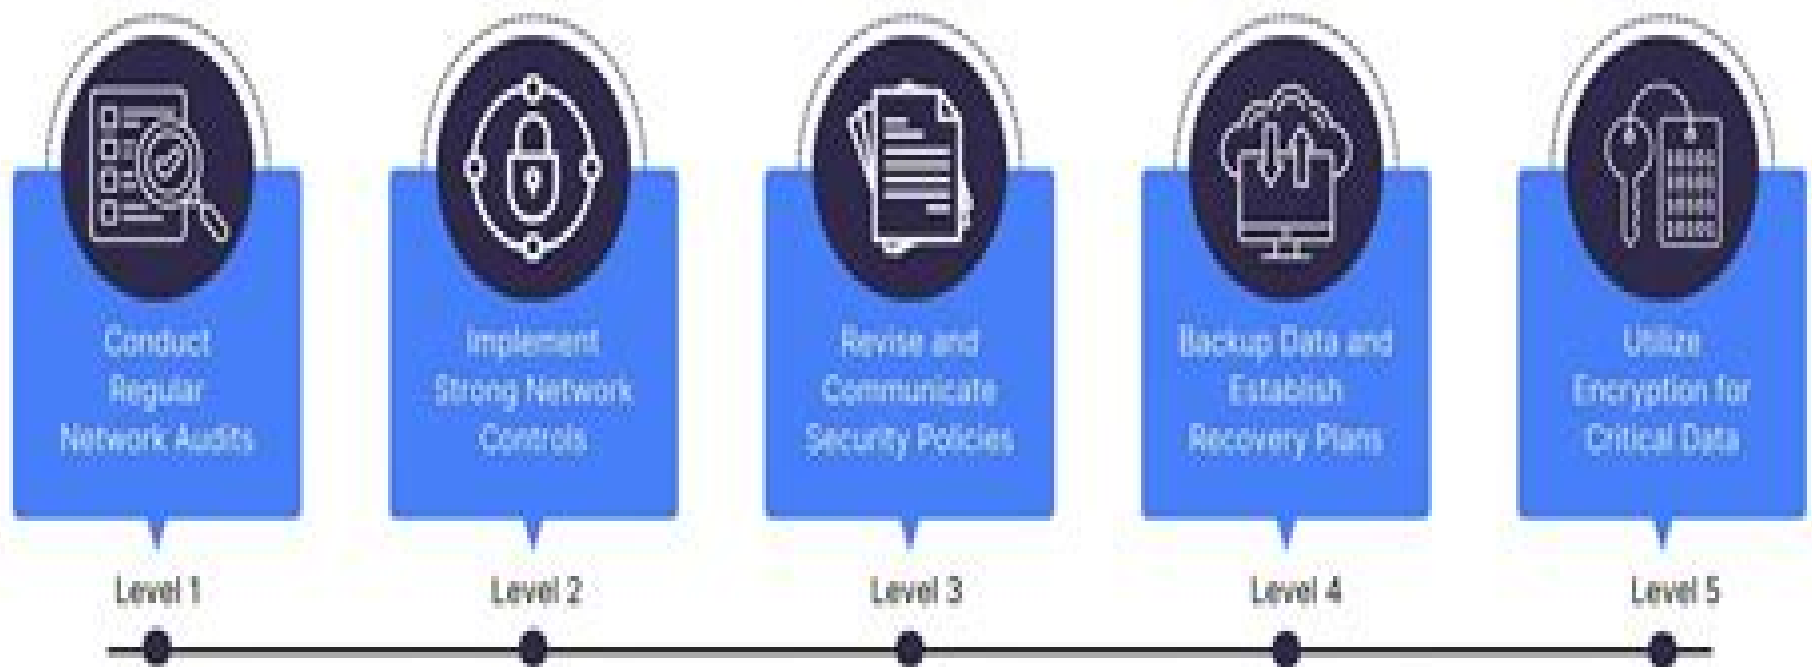 Conduct
Regular
Network Audits
Level 1
Implement
Strong Network
Controls
Level 2
Revise and
Communicate
Security Policies
Level 3
Backup Data and
Establish
Recovery Plans
Level 4
Utilize
Encryption for
Critical Data
Level 5